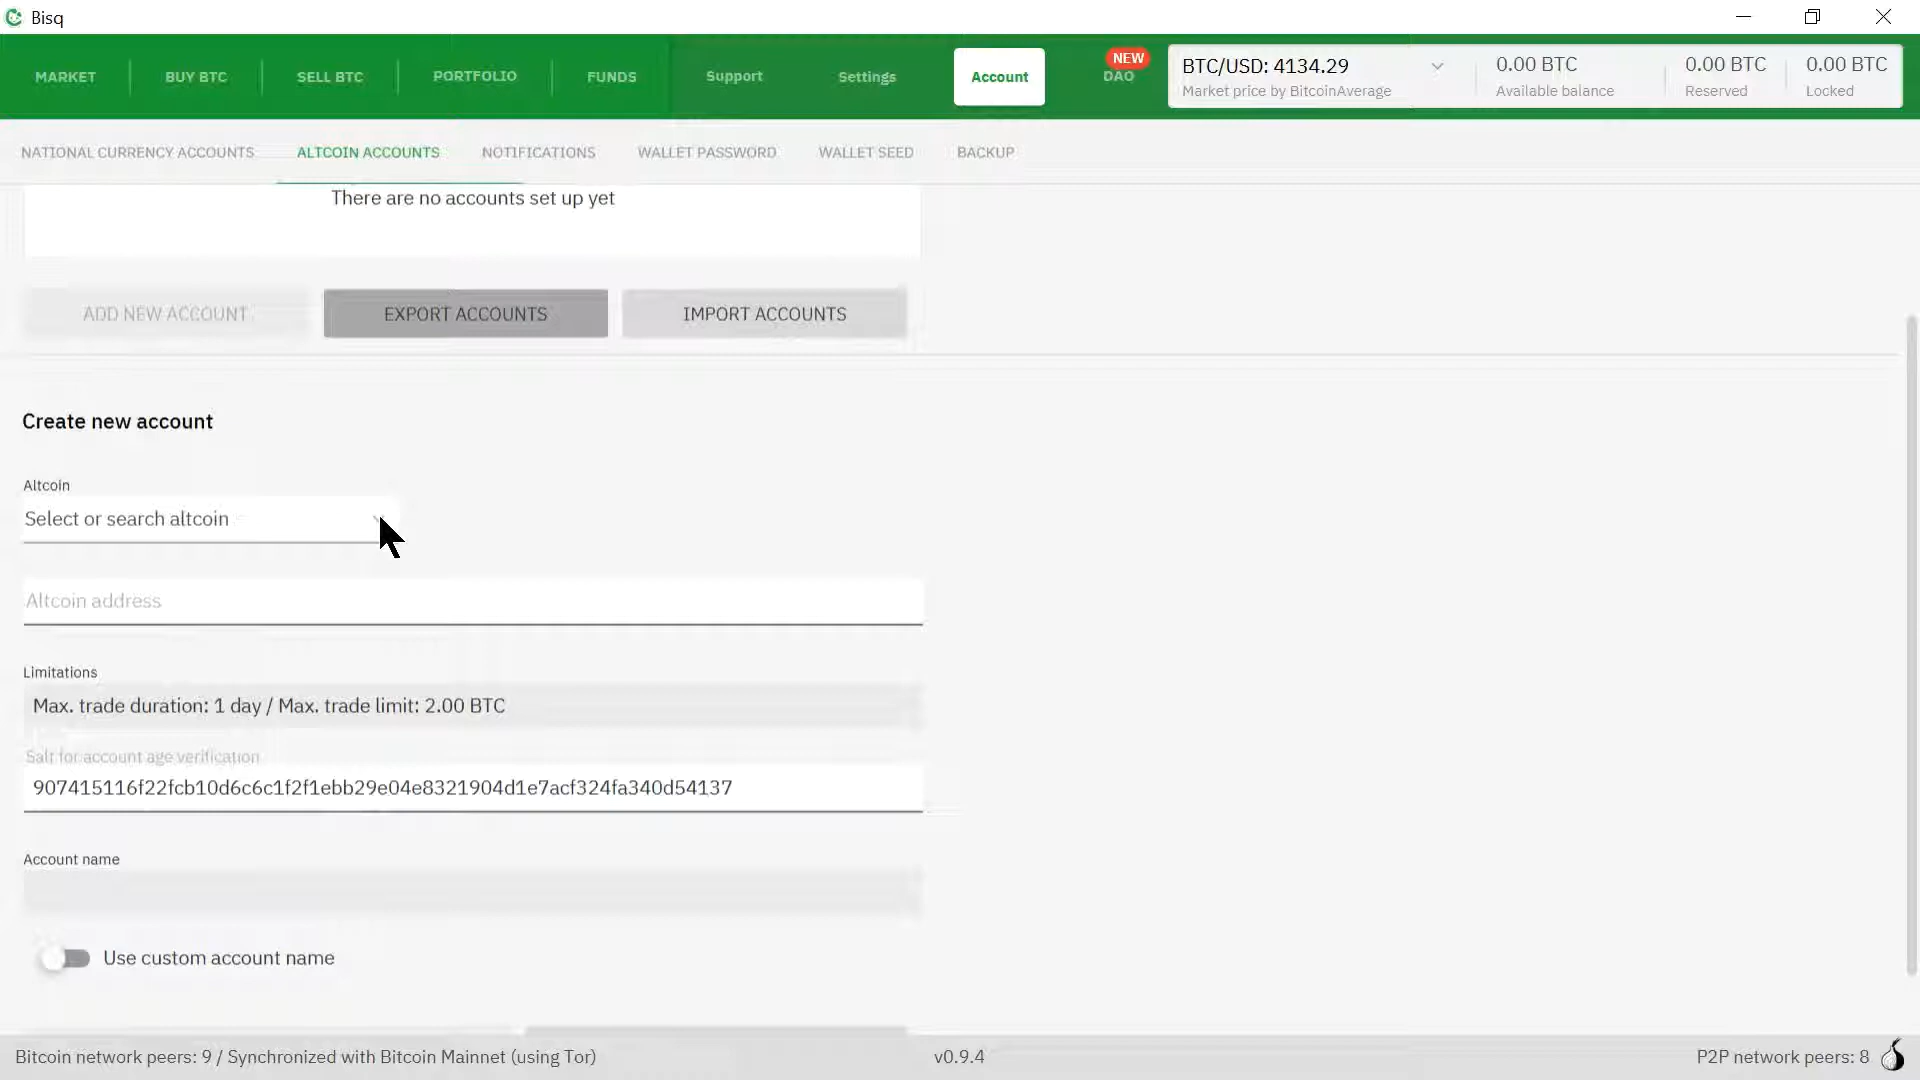 Bisq
MARKET
BUY BTC
SELL BTC
PORTFOLIO
FUNDS
Support
Settings
Account
DAO
NEW
BTC/USD: 4134.29
Market price by BitcoinAverage
0.00 BTC
Available balance
0.00 BTC
Reserved
0.00 BTC
Locked
NATIONAL CURRENCY ACCOUNTS
ALTCOIN ACCOUNTS
NOTIFICATIONS
WALLET PASSWORD
WALLET SEED
BACKUP
There are no accounts set up yet
ADD NEW ACCOUNT
EXPORT ACCOUNTS
IMPORT ACCOUNTS
Create new account
Altcoin
Select or search altcoin
Altcoin address
Limitations
Max. trade duration: 1 day / Max. trade limit: 2.00 BTC
Salt for account age verification
907415116f22fcb10d6c6c1f2f1ebb29e04e8321904d1e7acf324fa340d54137
Account name
Use custom account name
Bitcoin network peers: 9 / Synchronized with Bitcoin Mainnet (using Tor)
v0.9.4
P2P network peers: 8